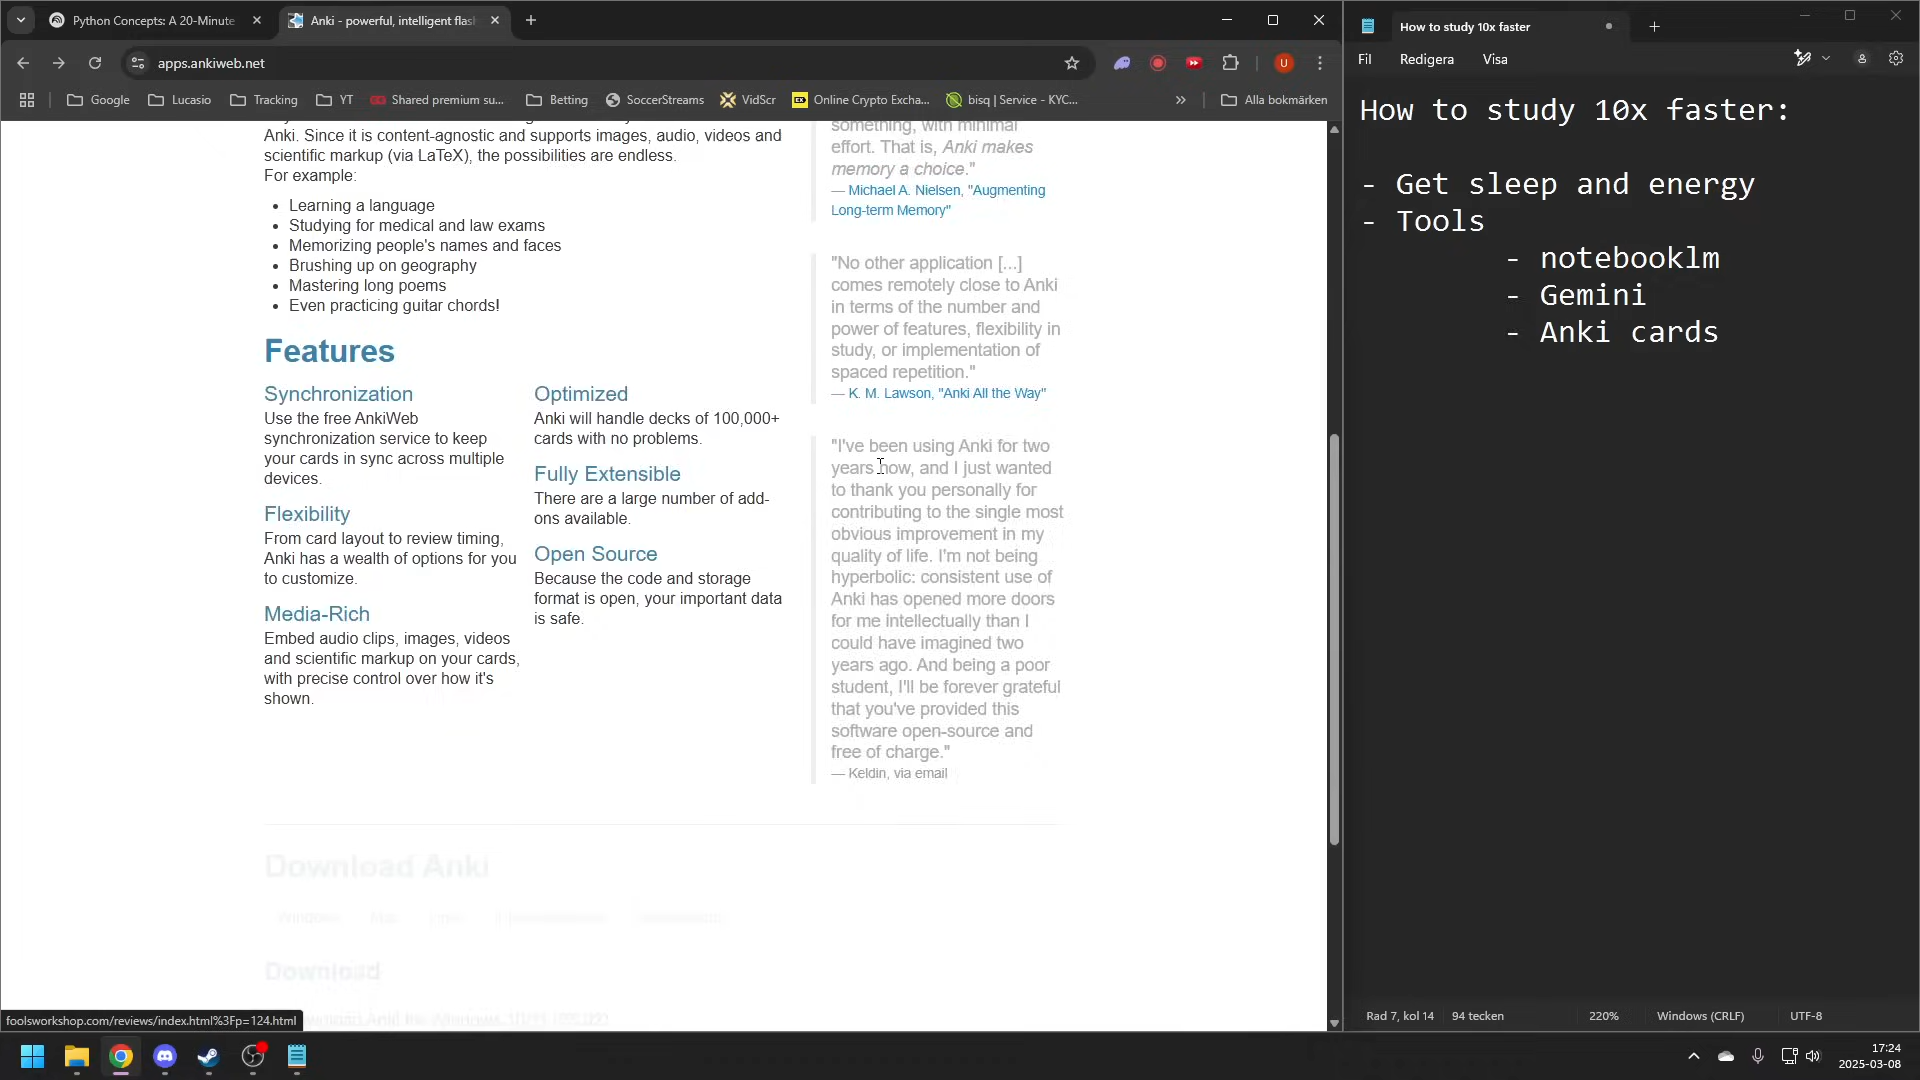 Python Concepts: A 20-Minute
Anki - powerful, intelligent flas
apps.ankiweb.net
Google
Lucasio
Tracking
YT
Shared premium su...
Betting
SoccerStreams
VidScr
Online Crypto Excha...
bisq | Service - KYC...
Alla bokmärken
Anki. Since it is content-agnostic and supports images, audio, videos and
scientific markup (via LaTeX), the possibilities are endless.
For example:
Learning a language
Studying for medical and law exams
Memorizing people's names and faces
Brushing up on geography
Mastering long poems
Even practicing guitar chords!
Features
Synchronization
Use the free AnkiWeb
synchronization service to keep
your cards in sync across multiple
devices.
Flexibility
From card layout to review timing,
Anki has a wealth of options for you
to customize.
Media-Rich
Embed audio clips, images, videos
and scientific markup on your cards,
with precise control over how it's
shown.
Optimized
Anki will handle decks of 100,000+
cards with no problems.
Fully Extensible
There are a large number of add-
ons available.
Open Source
Because the code and storage
format is open, your important data
is safe.
something, with minimal
effort. That is, Anki makes
memory a choice."
— Michael A. Nielsen, "Augmenting
Long-term Memory"
"No other application [...]
comes remotely close to Anki
in terms of the number and
power of features, flexibility in
study, or implementation of
spaced repetition."
— K. M. Lawson, "Anki All the Way"
"I've been using Anki for two
years now, and I just wanted
to thank you personally for
contributing to the single most
obvious improvement in my
quality of life. I'm not being
hyperbolic: consistent use of
Anki has opened more doors
for me intellectually than I
could have imagined two
years ago. And being a poor
student, I'll be forever grateful
that you've provided this
software open-source and
free of charge."
— Keldin, via email
Download Anki
Windows
Download
foolsworkshop.com/reviews/index.html%3Fp=124.html
How to study 10x faster
Fil
Redigera
Visa
How to study 10x faster:
- Get sleep and energy
- Tools
- notebooklm
- Gemini
- Anki cards
Rad 7, kol 14
94 tecken
220%
Windows (CRLF)
UTF-8
17:24
2025-03-08